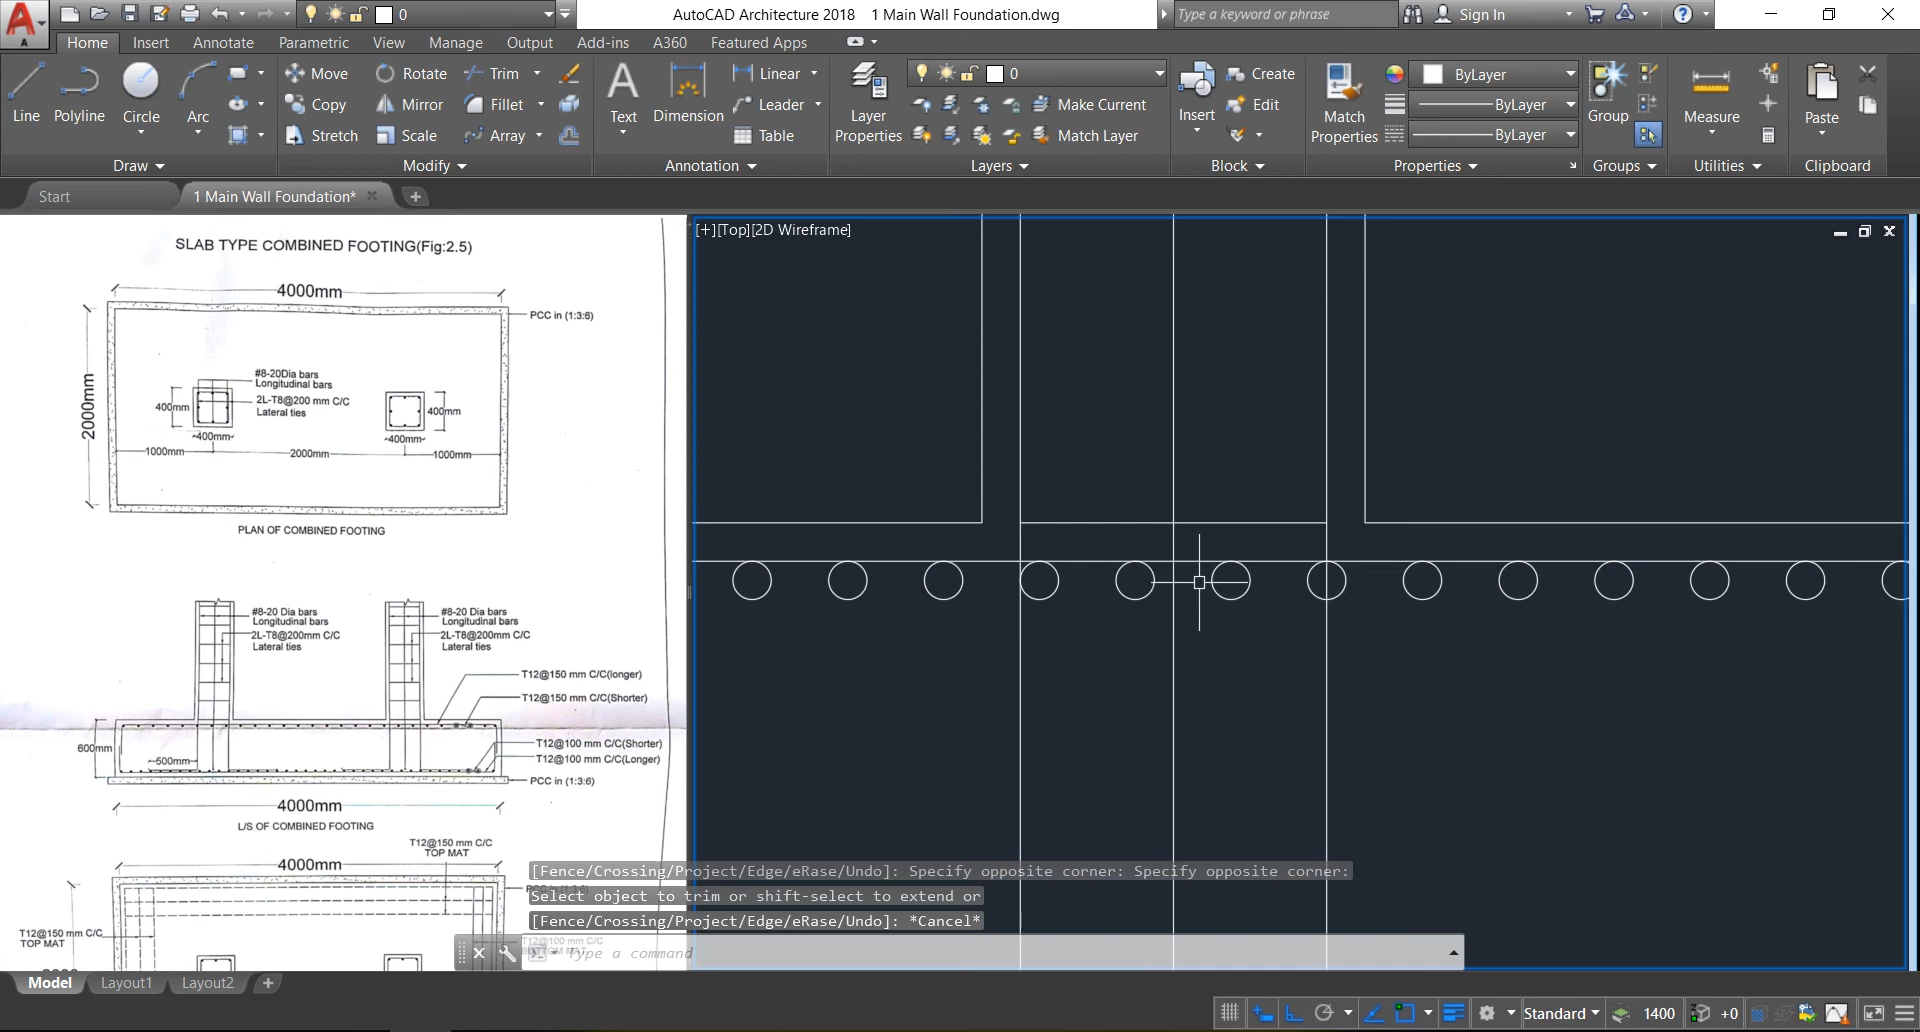 0
AutoCAD Architecture 2018    1 Main Wall Foundation.dwg
Type a keyword or phrase
Sign In
A
Home
Insert
Annotate
Parametric
View
Manage
Output
Add-ins
A360
Featured Apps
Line
Polyline
Circle
Arc
Draw
Move
Rotate
Trim
Copy
Mirror
Fillet
Stretch
Scale
Array
Modify
Text
Dimension
Linear
Leader
Table
Annotation
Layer
Properties
0
Make Current
Match Layer
Layers
Insert
Create
Edit
Block
Match
Properties
ByLayer
ByLayer
ByLayer
Properties
Group
Groups
Measure
Utilities
Paste
Clipboard
Start
1 Main Wall Foundation*
SLAB TYPE COMBINED FOOTING(Fig:2.5)
4000mm
PCC in (1:3:6)
2000mm
#8-20Dia bars
Longitudinal bars
2L-T8@200 mm C/C
Lateral ties
400mm
400mm
~400mm~
~400mm~
1000mm
2000mm
1000mm
PLAN OF COMBINED FOOTING
#8-20 Dia bars
Longitudinal bars
2L-T8@200mm C/C
Lateral ties
#8-20 Dia bars
Longitudinal bars
2L-T8@200mm C/C
Lateral ties
T12@150 mm C/C(longer)
T12@150 mm C/C(Shorter)
600mm
500mm
T12@100 mm C/C(Shorter)
T12@100 mm C/C(Longer)
PCC in (1:3:6)
4000mm
L/S OF COMBINED FOOTING
T12@150 mm C/C
TOP MAT
4000mm
T12@150 mm C/C
TOP MAT
T12@100 mm C/C
[+][Top][2D Wireframe]
[Fence/Crossing/Project/Edge/eRase/Undo]: Specify opposite corner: Specify opposite corner:
Select object to trim or shift-select to extend or
[Fence/Crossing/Project/Edge/eRase/Undo]: *Cancel*
Type a command
Model
Layout1
Layout2
Standard
1400
+0